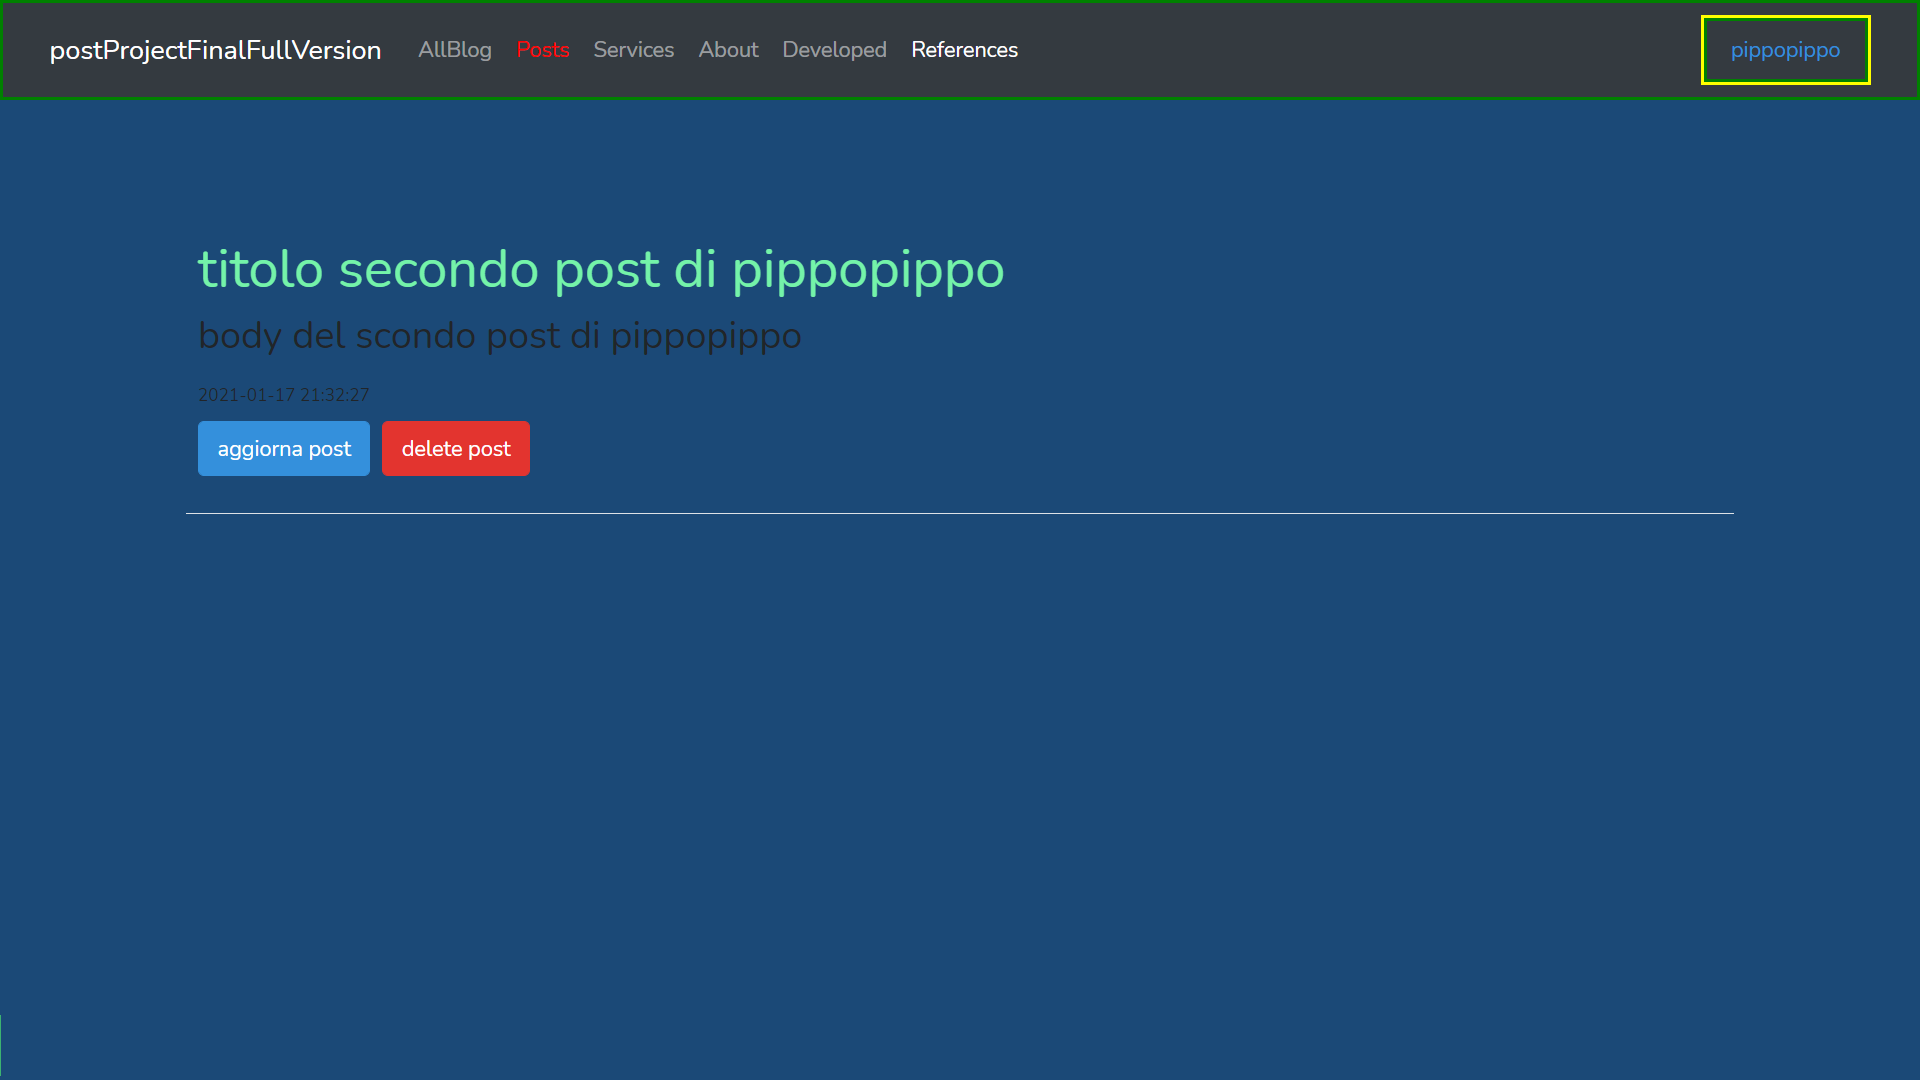 postProjectFinalFullVersion AllBlog Posts Services About Developed References pippopippo
titolo secondo post di pippopippo
body del scondo post di pippopippo
2021-01-17 21:32:27
aggiorna post delete post